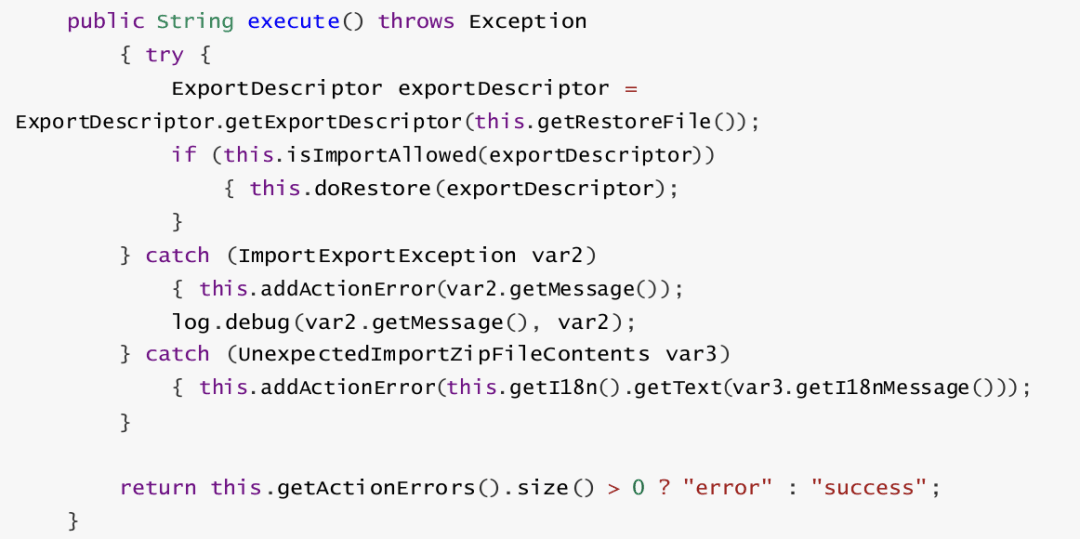 public String execute() throws Exception
{ try {
ExportDescriptor exportDescriptor =
ExportDescriptor.getExportDescriptor(this.getRestoreFile());
if (this.isImportAllowed(exportDescriptor))
{ this.doRestore(exportDescriptor);
}
} catch (ImportExportException var2)
{ this.addActionError(var2.getMessage());
log.debug(var2.getMessage(), var2);
} catch (UnexpectedImportZipFileContents var3)
{ this.addActionError(this.getI18n().getText(var3.getI18nMessage()));
}
return this.getActionErrors().size() > 0 ? "error" : "success";
}